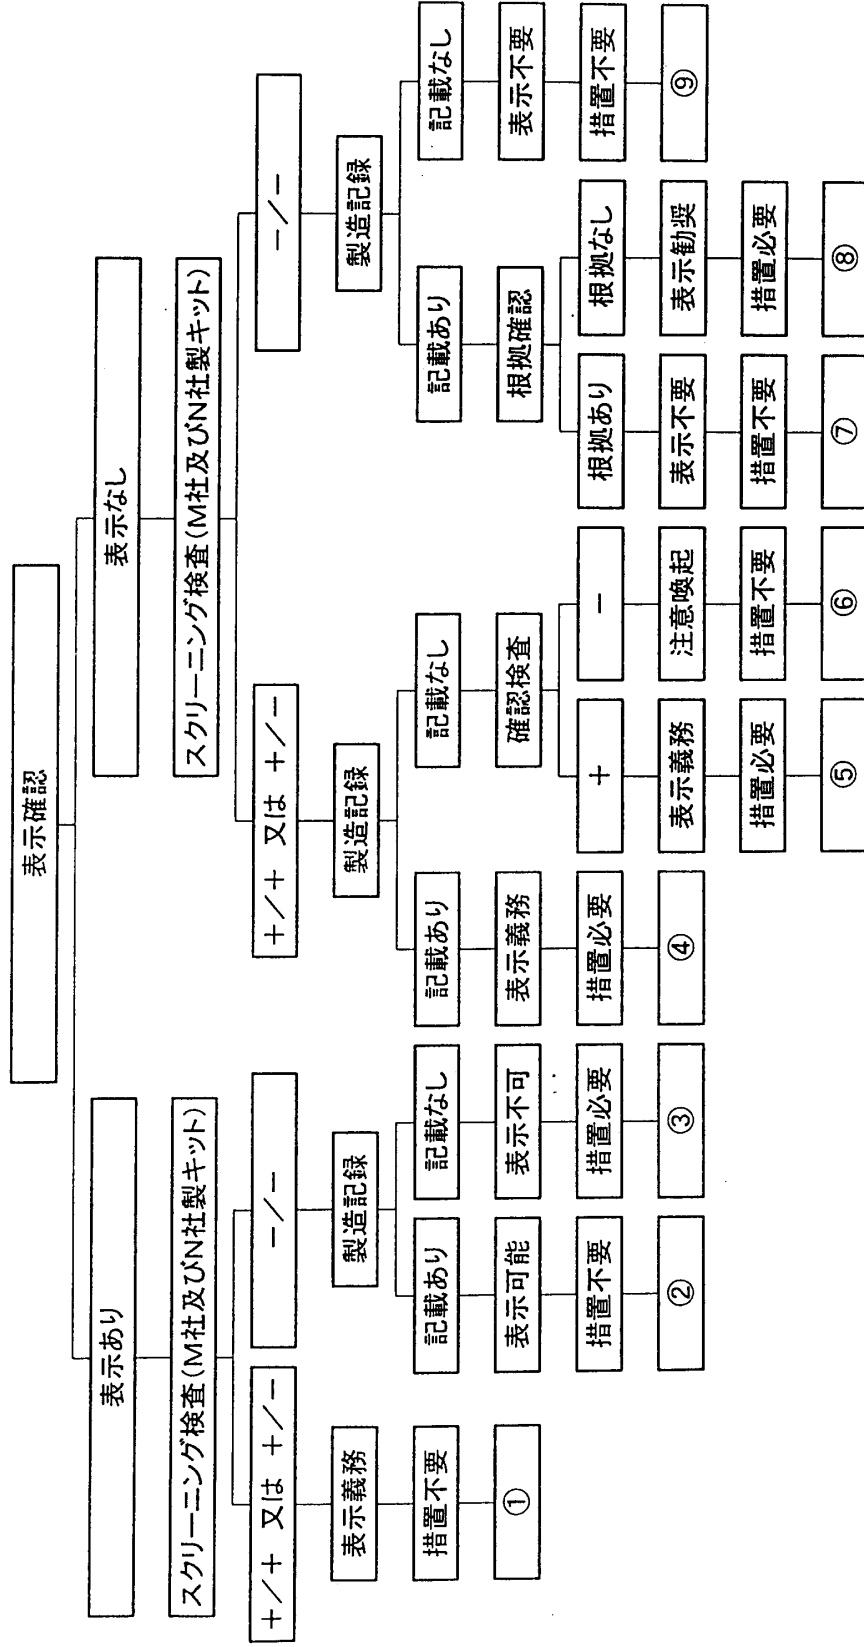 表示確認
表示あり
スクリーニング検査(M社及びN社製キット)
+/+ 又は +/-
表示義務
措置不要
①
-/-
製造記録
記載あり
表示可能
措置不要
②
記載なし
表示不可
措置必要
③
表示なし
スクリーニング検査(M社及びN社製キット)
+/+ 又は +/-
製造記録
記載あり
表示義務
措置必要
④
記載なし
確認検査
+
表示義務
措置必要
⑤
-
注意喚起
措置不要
⑥
-/-
製造記録
記載あり
根拠確認
根拠あり
表示不要
措置不要
⑦
根拠なし
表示勧奨
措置必要
⑧
記載なし
表示不要
措置不要
⑨